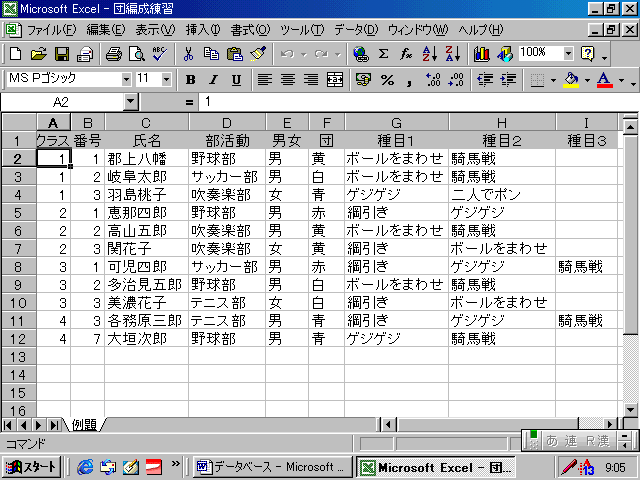 Microsoft Excel - 団編成練習
ファイル(F) 編集(E) 表示(V) 挿入(I) 書式(O) ツール(T) データ(D) ウィンドウ(W) ヘルプ(H)
100%
MS Pゴシック 11 B I U
A2 = 1
A B C D E F G H I
1 クラス 番号 氏名 部活動 男女 団 種目1 種目2 種目3
2 1 1 郡上八幡 野球部 男 黄 ボールをまわせ 騎馬戦
3 1 2 岐阜太郎 サッカー部 男 白 ボールをまわせ 騎馬戦
4 1 3 羽島桃子 吹奏楽部 女 青 ゲジゲジ 二人でポン
5 2 1 恵那四郎 野球部 男 赤 綱引き ゲジゲジ
6 2 2 高山五郎 吹奏楽部 男 黄 ボールをまわせ 騎馬戦
7 2 3 関花子 吹奏楽部 女 黄 綱引き ボールをまわせ
8 3 1 可児四郎 サッカー部 男 赤 綱引き ゲジゲジ 騎馬戦
9 3 2 多治見五郎 野球部 男 白 ボールをまわせ 騎馬戦
10 3 3 美濃花子 テニス部 女 白 綱引き ボールをまわせ
11 4 3 各務原三郎 テニス部 男 青 綱引き ゲジゲジ 騎馬戦
12 4 7 大垣次郎 野球部 男 青 ゲジゲジ 騎馬戦
13
14
15
16
例題
コマンド
あ 連 R漢
スタート データベース - Microsoft ... Microsoft Excel - 団... 13 9:05